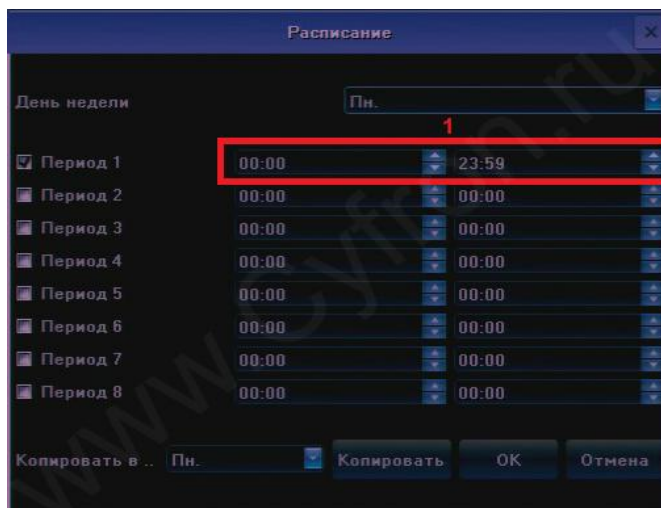 Расписание
День недели Пн.
1
Период 1 00:00 23:59
Период 2 00:00 00:00
Период 3 00:00 00:00
Период 4 00:00 00:00
Период 5 00:00 00:00
Период 6 00:00 00:00
Период 7 00:00 00:00
Период 8 00:00 00:00
Копировать в .. Пн. Копировать ОК Отмена
www.Cyfron.ru